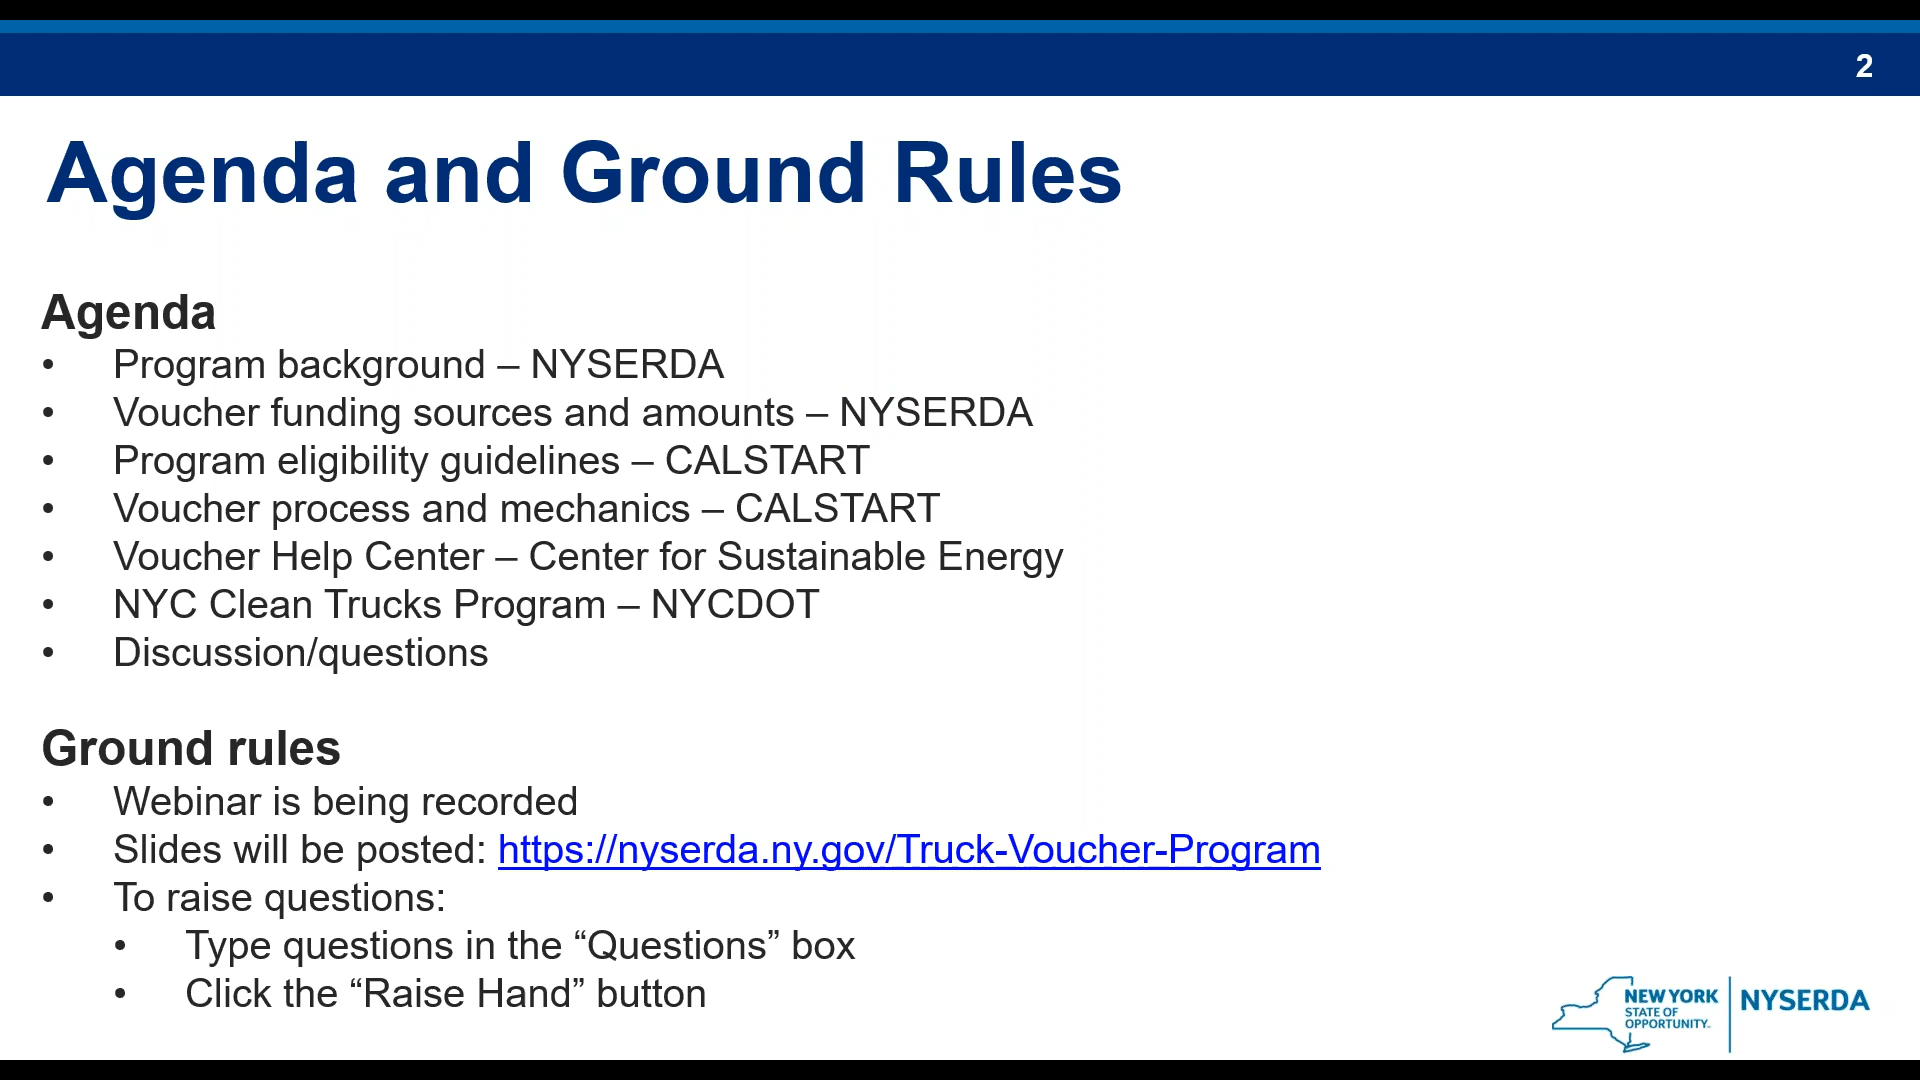 2
Agenda and Ground Rules
Agenda
• Program background – NYSERDA
• Voucher funding sources and amounts – NYSERDA
• Program eligibility guidelines – CALSTART
• Voucher process and mechanics – CALSTART
• Voucher Help Center – Center for Sustainable Energy
• NYC Clean Trucks Program – NYCDOT
• Discussion/questions
Ground rules
• Webinar is being recorded
• Slides will be posted: https://nyserda.ny.gov/Truck-Voucher-Program
• To raise questions:
• Type questions in the “Questions” box
• Click the “Raise Hand” button
NEW YORK
STATE OF
OPPORTUNITY.
NYSERDA